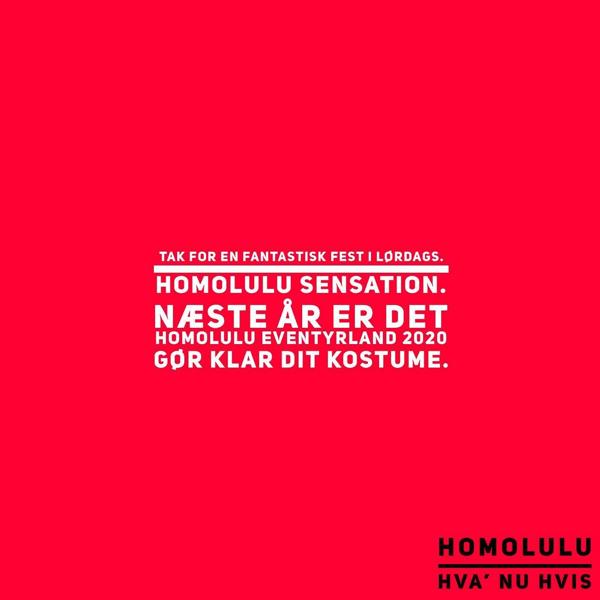 TAK FOR EN FANTASTISK FEST I LØRDAGS.
HOMOLULU SENSATION.
NÆSTE ÅR ER DET
HOMOLULU EVENTYRLAND 2020
GØR KLAR DIT KOSTUME.
HOMOLULU
HVA' NU HVIS